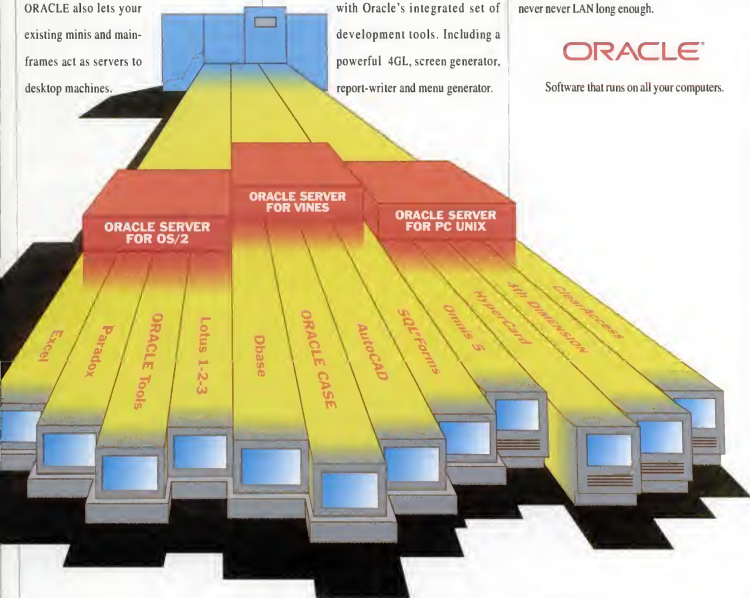 ORACLE also lets your
existing minis and main-
frames act as servers to
desktop machines.
with Oracle's integrated set of
development tools. Including a
powerful 4GL, screen generator,
report-writer and menu generator.
never never LAN long enough.
ORACLE®
Software that runs on all your computers.
ORACLE SERVER
FOR OS/2
ORACLE SERVER
FOR VINES
ORACLE SERVER
FOR PC UNIX
Excel
Paradox
ORACLE Tools
Lotus 1-2-3
Dbase
ORACLE CASE
AutoCAD
SQL*Forms
Omnis 5
HyperCard
4th DIMENSION
ClearAccess